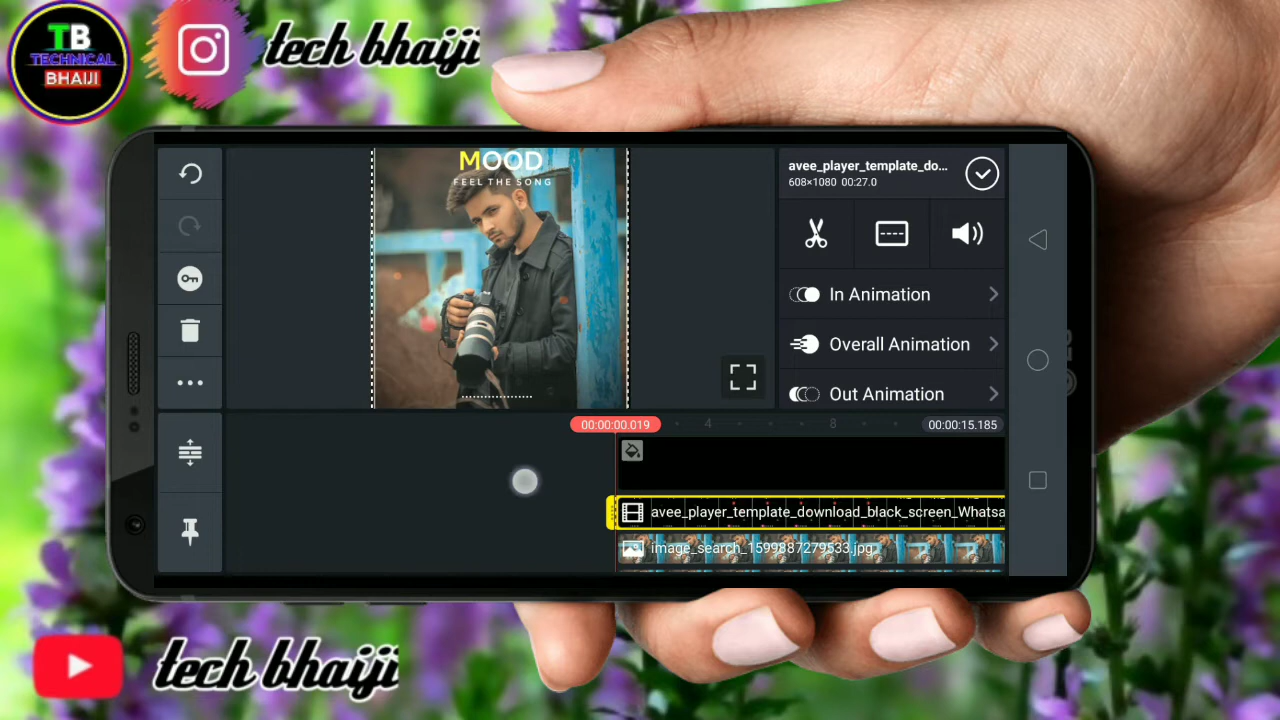 TB
TECHNICAL
BHAIJI
tech bhaiji
MOOD
FEEL THE SONG
avee_player_template_do...
608×1080 00:27.0
In Animation
Overall Animation
Out Animation
00:00:00.019
4
8
00:00:15.185
avee_player_template_download_black_screen_Whatsa
image_search_1599887279533.jpg
tech bhaiji